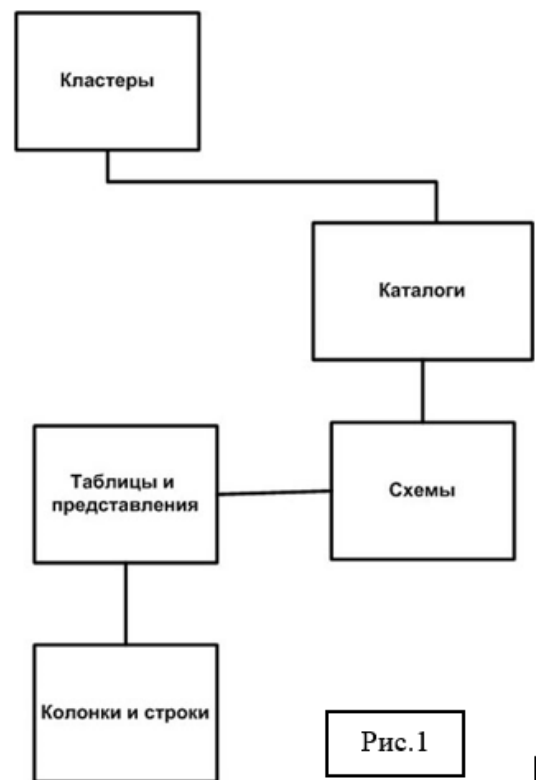 Кластеры
Каталоги
Схемы
Таблицы и
представления
Колонки и строки
Рис.1